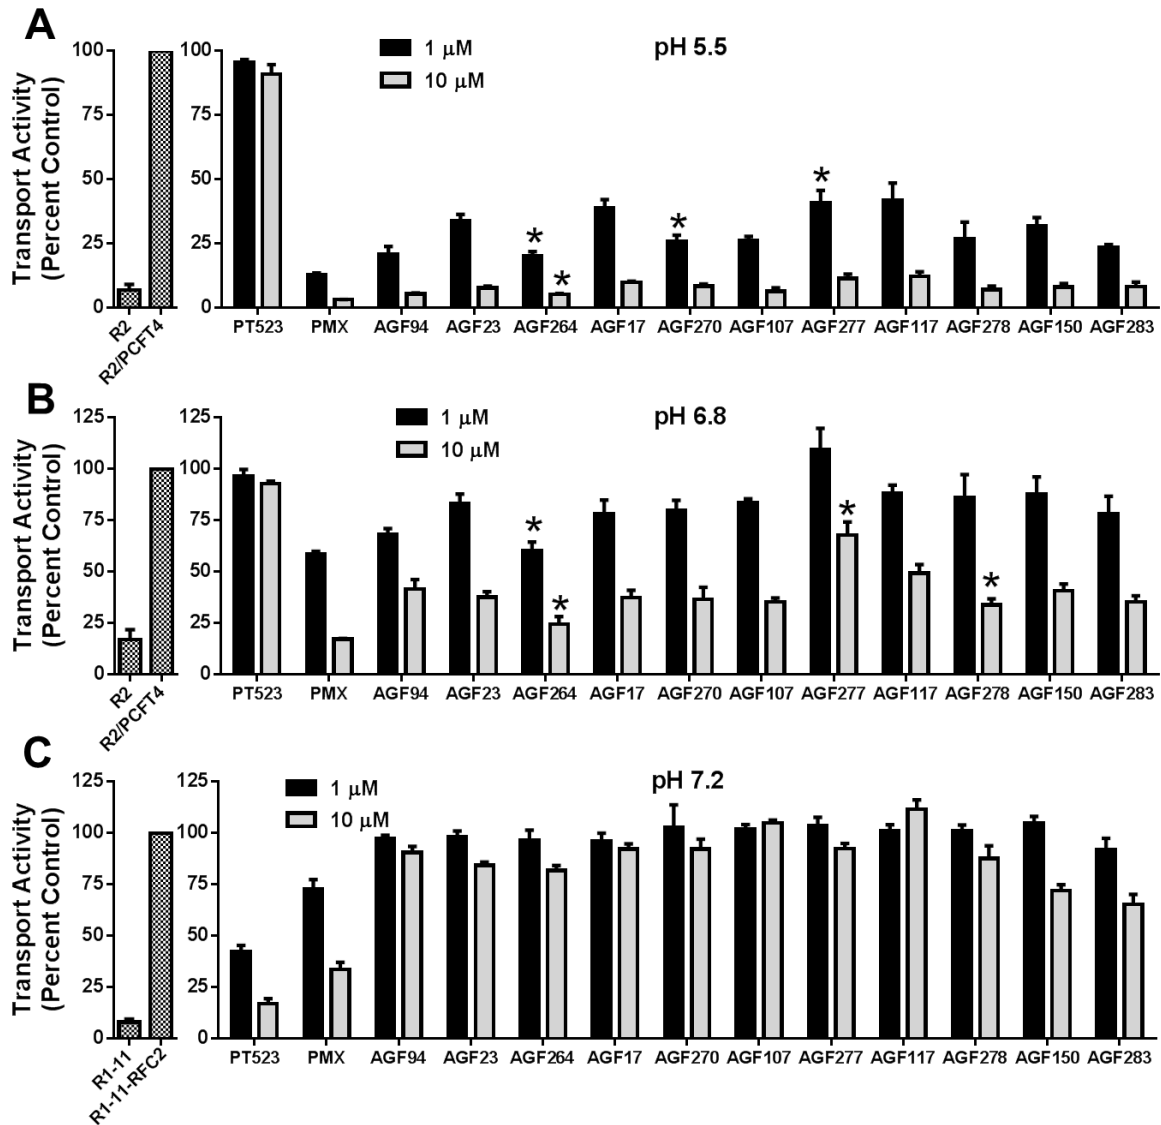 A
Transport Activity
(Percent Control)
100
75
50
25
0
R2
R2/PCFT4
100
75
50
25
0
1 µM
10 µM
pH 5.5
*
*
*
*
PT523 PMX AGF94 AGF23 AGF264 AGF17 AGF270 AGF107 AGF277 AGF117 AGF278 AGF150 AGF283
B
Transport Activity
(Percent Control)
125
100
75
50
25
0
R2
R2/PCFT4
125
100
75
50
25
0
1 µM
10 µM
pH 6.8
*
*
*
*
PT523 PMX AGF94 AGF23 AGF264 AGF17 AGF270 AGF107 AGF277 AGF117 AGF278 AGF150 AGF283
C
Transport Activity
(Percent Control)
125
100
75
50
25
0
R1-11
R1-11-RFC2
125
100
75
50
25
0
1 µM
10 µM
pH 7.2
PT523 PMX AGF94 AGF23 AGF264 AGF17 AGF270 AGF107 AGF277 AGF117 AGF278 AGF150 AGF283